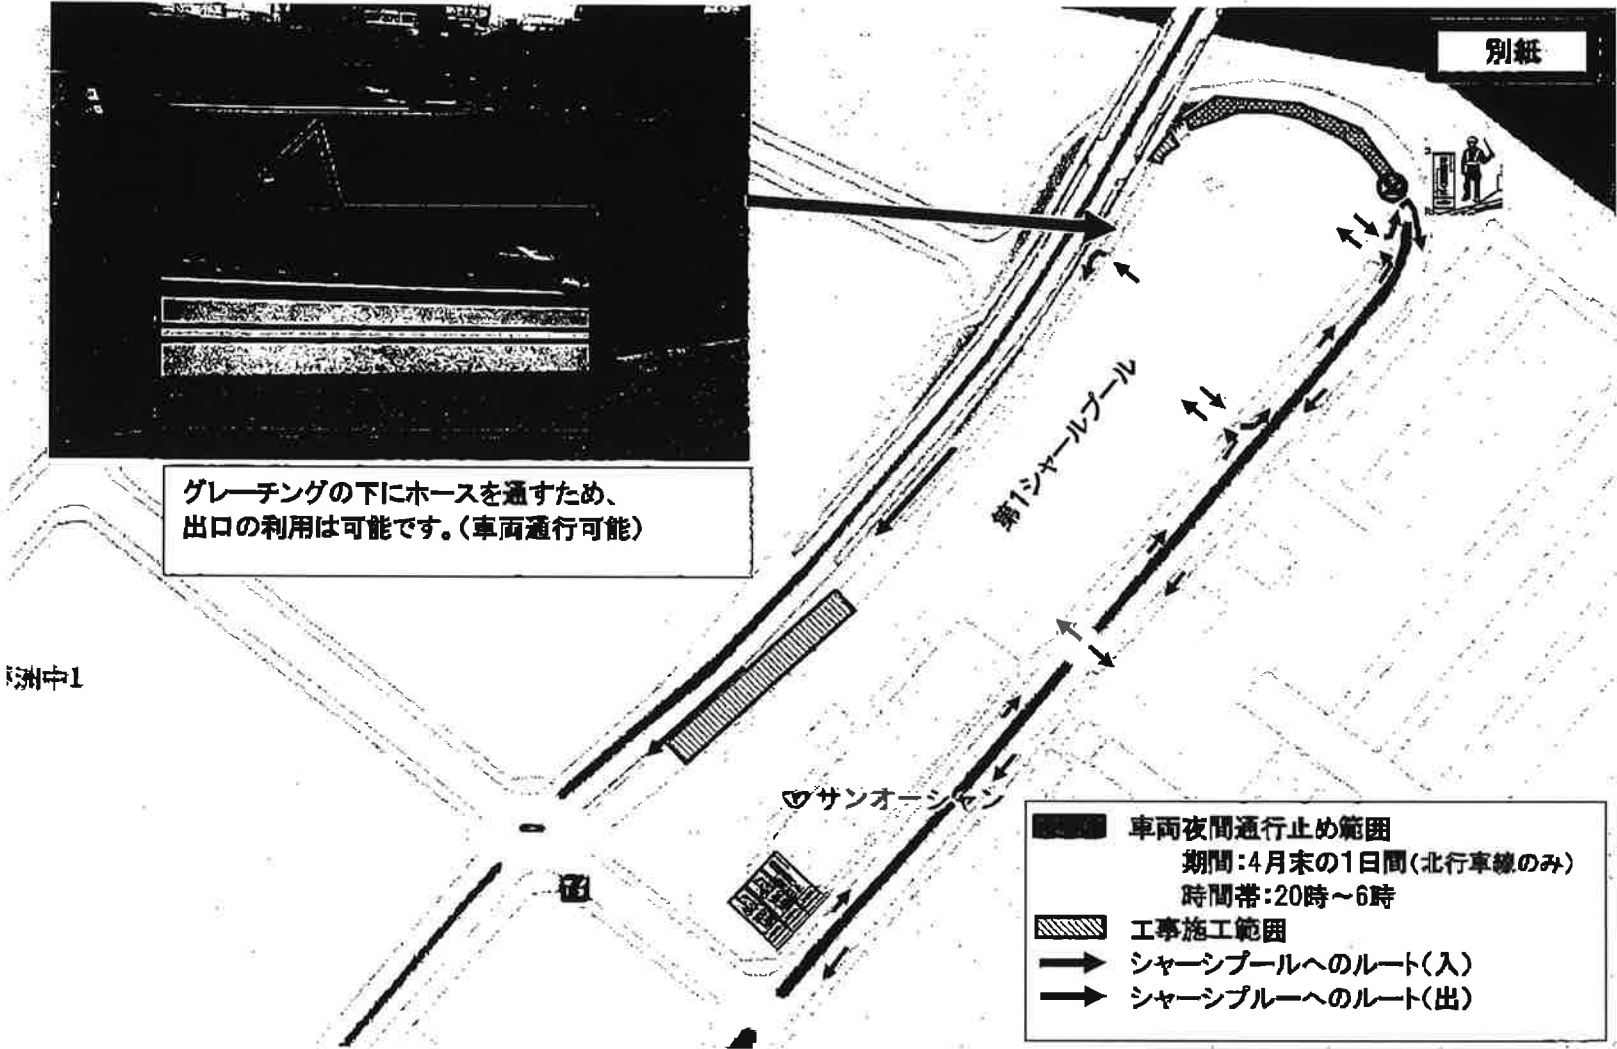 別紙
グレーチングの下にホースを通すため、
出口の利用は可能です。(車両通行可能)
第1シャールプール
サンオーシャン
車両夜間通行止め範囲
期間:4月末の1日間(北行車線のみ)
時間帯:20時～6時
工事施工範囲
シャーシプールへのルート(入)
シャーシプルーへのルート(出)